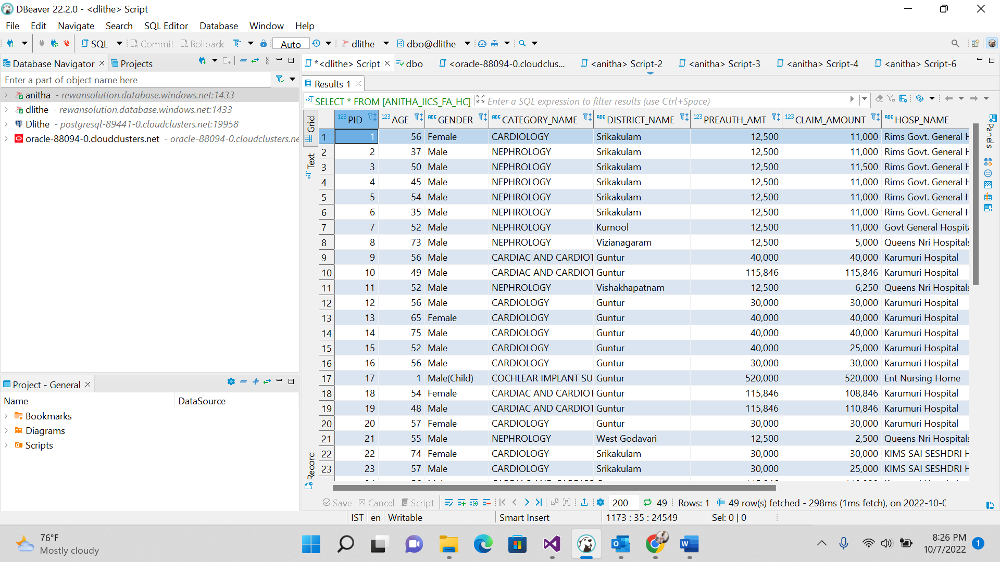 DBeaver 22.2.0 - <dlithe> Script
File Edit Navigate Search SQL Editor Database Window Help
SQL Commit Rollback Auto dlithe dbo@dlithe
Database Navigator Projects
Enter a part of object name here
anitha - rewansolution.database.windows.net:1433
dlithe - rewansolution.database.windows.net:1433
Dlithe - postgresql-89441-0.cloudclusters.net:19958
oracle-88094-0.cloudclusters.net - oracle-88094-0.cloudclusters.ne
Project - General
Name DataSource
Bookmarks
Diagrams
Scripts
*<dlithe> Script dbo <oracle-88094-0.cloudclus... <anitha> Script-2 <anitha> Script-3 <anitha> Script-4 <anitha> Script-6
Results 1
SELECT * FROM [ANITHA_IICS_FA_HC] Enter a SQL expression to filter results (use Ctrl+Space)
Grid
Text
Record
Panels
123 PID 123 AGE ABC GENDER ABC CATEGORY_NAME ABC DISTRICT_NAME 123 PREAUTH_AMT 123 CLAIM_AMOUNT ABC HOSP_NAME
1 1 56 Female CARDIOLOGY Srikakulam 12,500 11,000 Rims Govt. General H
2 2 37 Male NEPHROLOGY Srikakulam 12,500 11,000 Rims Govt. General H
3 3 50 Male NEPHROLOGY Srikakulam 12,500 11,500 Rims Govt. General H
4 4 45 Male NEPHROLOGY Srikakulam 12,500 11,000 Rims Govt. General H
5 5 54 Male NEPHROLOGY Srikakulam 12,500 11,000 Rims Govt. General H
6 6 35 Male NEPHROLOGY Srikakulam 12,500 11,000 Rims Govt. General H
7 7 52 Male NEPHROLOGY Kurnool 12,500 11,000 Govt General Hospita
8 8 73 Male NEPHROLOGY Vizianagaram 12,500 5,000 Queens Nri Hospitals
9 9 56 Male CARDIAC AND CARDIOT Guntur 40,000 40,000 Karumuri Hospital
10 10 49 Male CARDIAC AND CARDIOT Guntur 115,846 115,846 Karumuri Hospital
11 11 52 Male NEPHROLOGY Vishakhapatnam 12,500 6,250 Queens Nri Hospitals
12 12 56 Male CARDIOLOGY Guntur 30,000 30,000 Karumuri Hospital
13 13 65 Female CARDIOLOGY Guntur 40,000 40,000 Karumuri Hospital
14 14 75 Male CARDIOLOGY Guntur 40,000 40,000 Karumuri Hospital
15 15 52 Male CARDIOLOGY Guntur 40,000 25,000 Karumuri Hospital
16 16 56 Male CARDIOLOGY Guntur 30,000 30,000 Karumuri Hospital
17 17 1 Male(Child) COCHLEAR IMPLANT SU Guntur 520,000 520,000 Ent Nursing Home
18 18 54 Female CARDIAC AND CARDIOT Guntur 115,846 108,846 Karumuri Hospital
19 19 48 Male CARDIAC AND CARDIOT Guntur 115,846 110,846 Karumuri Hospital
20 20 57 Female CARDIOLOGY Guntur 30,000 30,000 Karumuri Hospital
21 21 55 Male NEPHROLOGY West Godavari 12,500 2,500 Queens Nri Hospitals
22 22 74 Female CARDIOLOGY Srikakulam 30,000 30,000 KIMS SAI SESHDRI H
23 23 57 Male CARDIOLOGY Srikakulam 30,000 25,000 KIMS SAI SESHDRI H
Save Cancel Script 200 49 Rows: 1 49 row(s) fetched - 298ms (1ms fetch), on 2022-10-0
IST en Writable Smart Insert 1173 : 35 : 24549 Sel: 0 | 0
76°F
Mostly cloudy
8:26 PM
10/7/2022
1